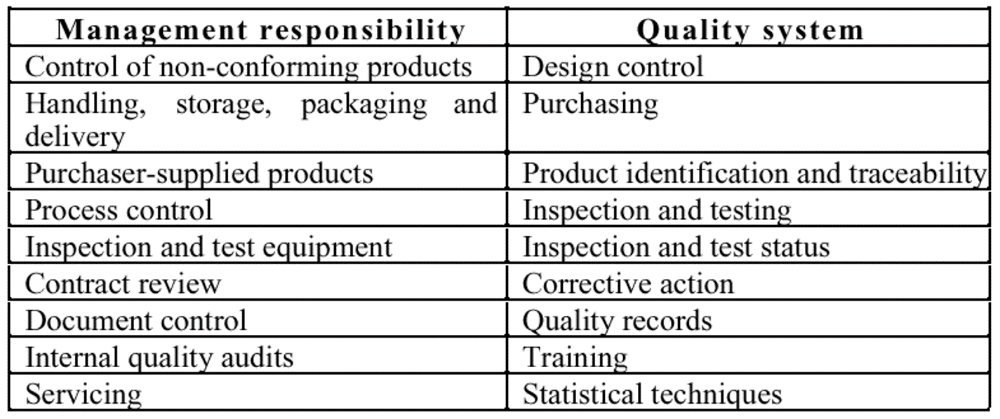 Management responsibility Quality system
Control of non-conforming products Design control
Handling, storage, packaging and Purchasing
delivery
Purchaser-supplied products Product identification and traceability
Process control Inspection and testing
Inspection and test equipment Inspection and test status
Contract review Corrective action
Document control Quality records
Internal quality audits Training
Servicing Statistical techniques